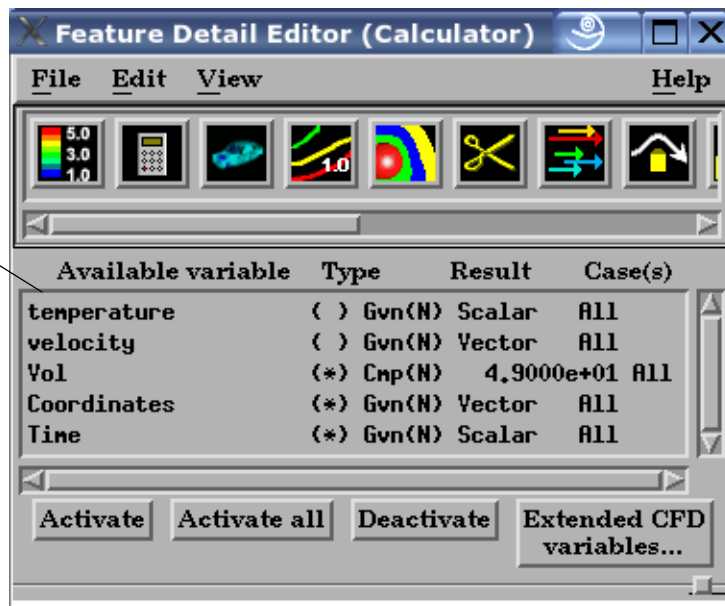 Feature Detail Editor (Calculator)
File Edit View Help
5.0
3.0
1.0
1.0
Available variable Type Result Case(s)
temperature ( ) Gvn(N) Scalar All
velocity ( ) Gvn(N) Vector All
Vol (*) Cmp(N) 4.9000e+01 All
Coordinates (*) Gvn(N) Vector All
Time (*) Gvn(N) Scalar All
Activate Activate all Deactivate Extended CFD
variables...